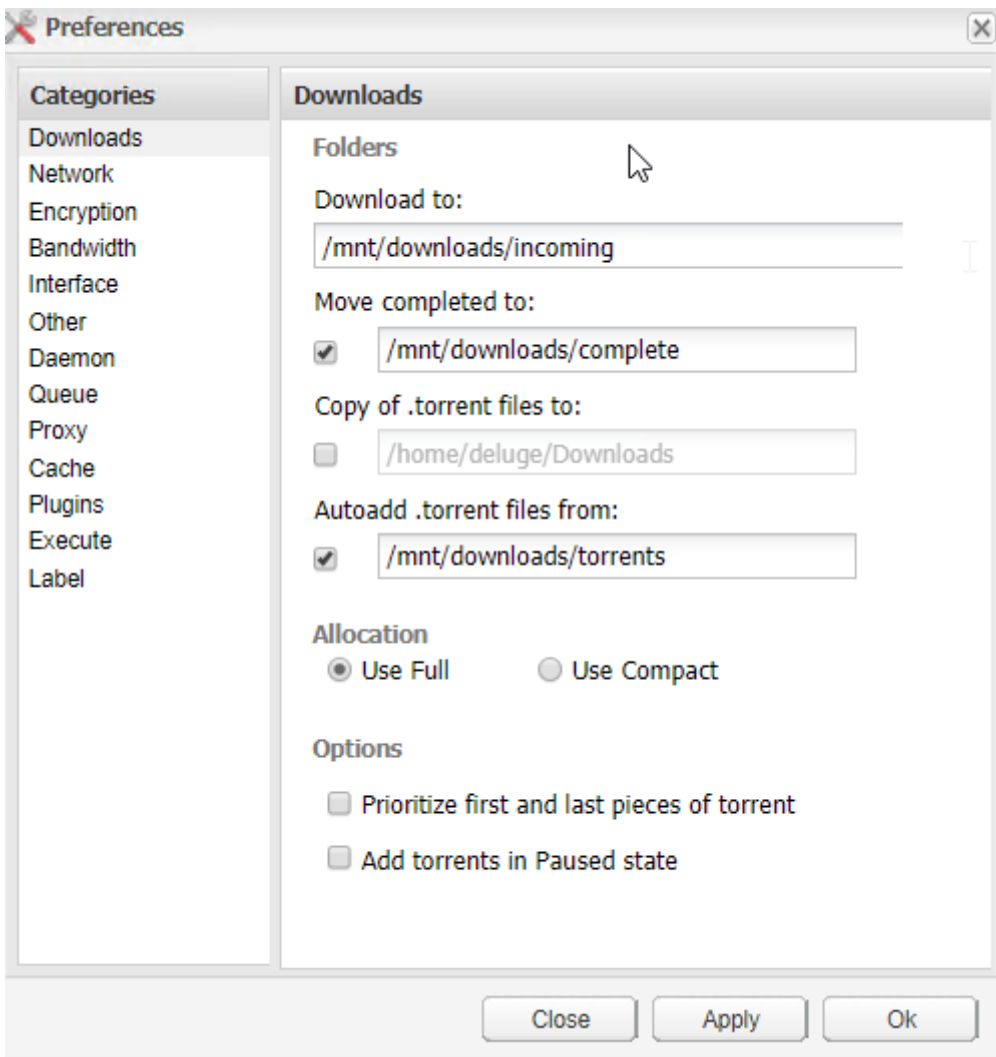 Preferences
Categories
Downloads
Network
Encryption
Bandwidth
Interface
Other
Daemon
Queue
Proxy
Cache
Plugins
Execute
Label
Downloads
Folders
Download to:
/mnt/downloads/incoming
Move completed to:
/mnt/downloads/complete
Copy of .torrent files to:
/home/deluge/Downloads
Autoadd .torrent files from:
/mnt/downloads/torrents
Allocation
Use Full Use Compact
Options
Prioritize first and last pieces of torrent
Add torrents in Paused state
Close Apply Ok